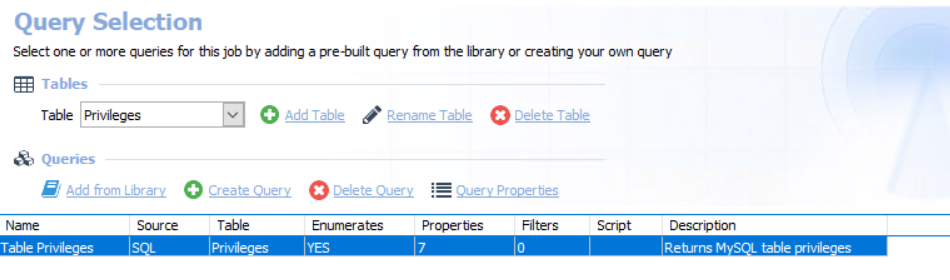 Query Selection
Select one or more queries for this job by adding a pre-built query from the library or creating your own query
Tables
Table Privileges Add Table Rename Table Delete Table
Queries
Add from Library Create Query Delete Query Query Properties
Name Source Table Enumerates Properties Filters Script Description
Table Privileges SQL Privileges YES 7 0 Returns MySQL table privileges